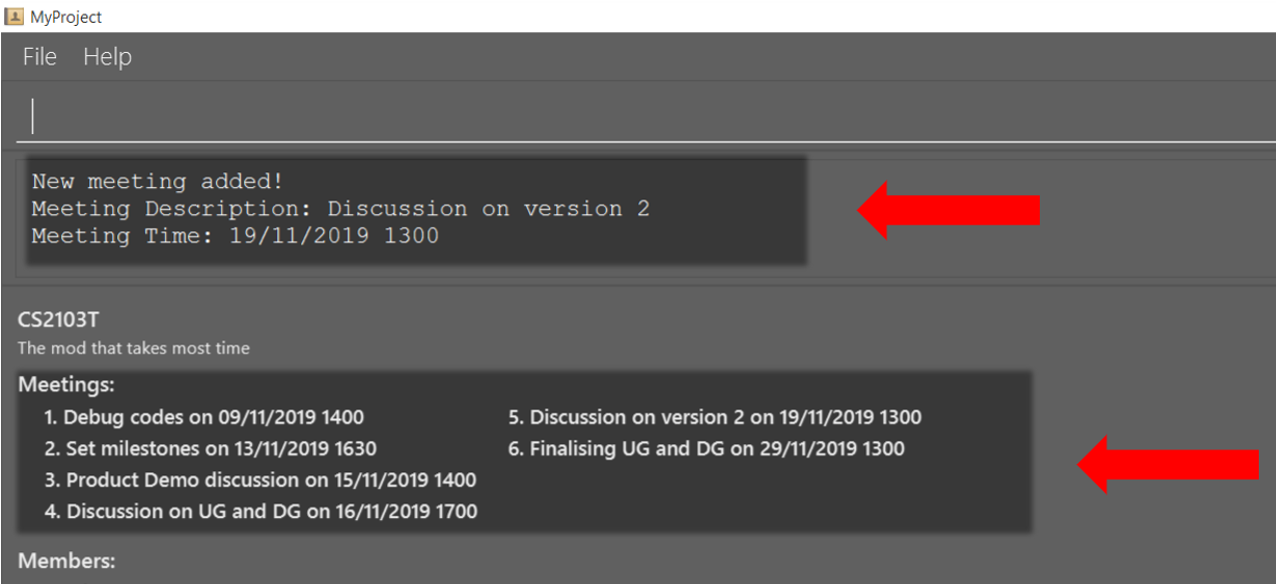 MyProject
File Help
New meeting added!
Meeting Description: Discussion on version 2
Meeting Time: 19/11/2019 1300
CS2103T
The mod that takes most time
Meetings:
1. Debug codes on 09/11/2019 1400
2. Set milestones on 13/11/2019 1630
3. Product Demo discussion on 15/11/2019 1400
4. Discussion on UG and DG on 16/11/2019 1700
5. Discussion on version 2 on 19/11/2019 1300
6. Finalising UG and DG on 29/11/2019 1300
Members: